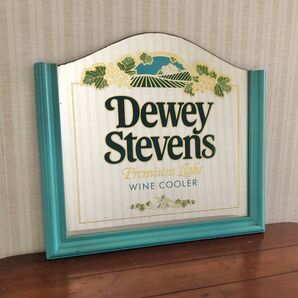 Dewey
Stevens
Premium Light
WINE COOLER